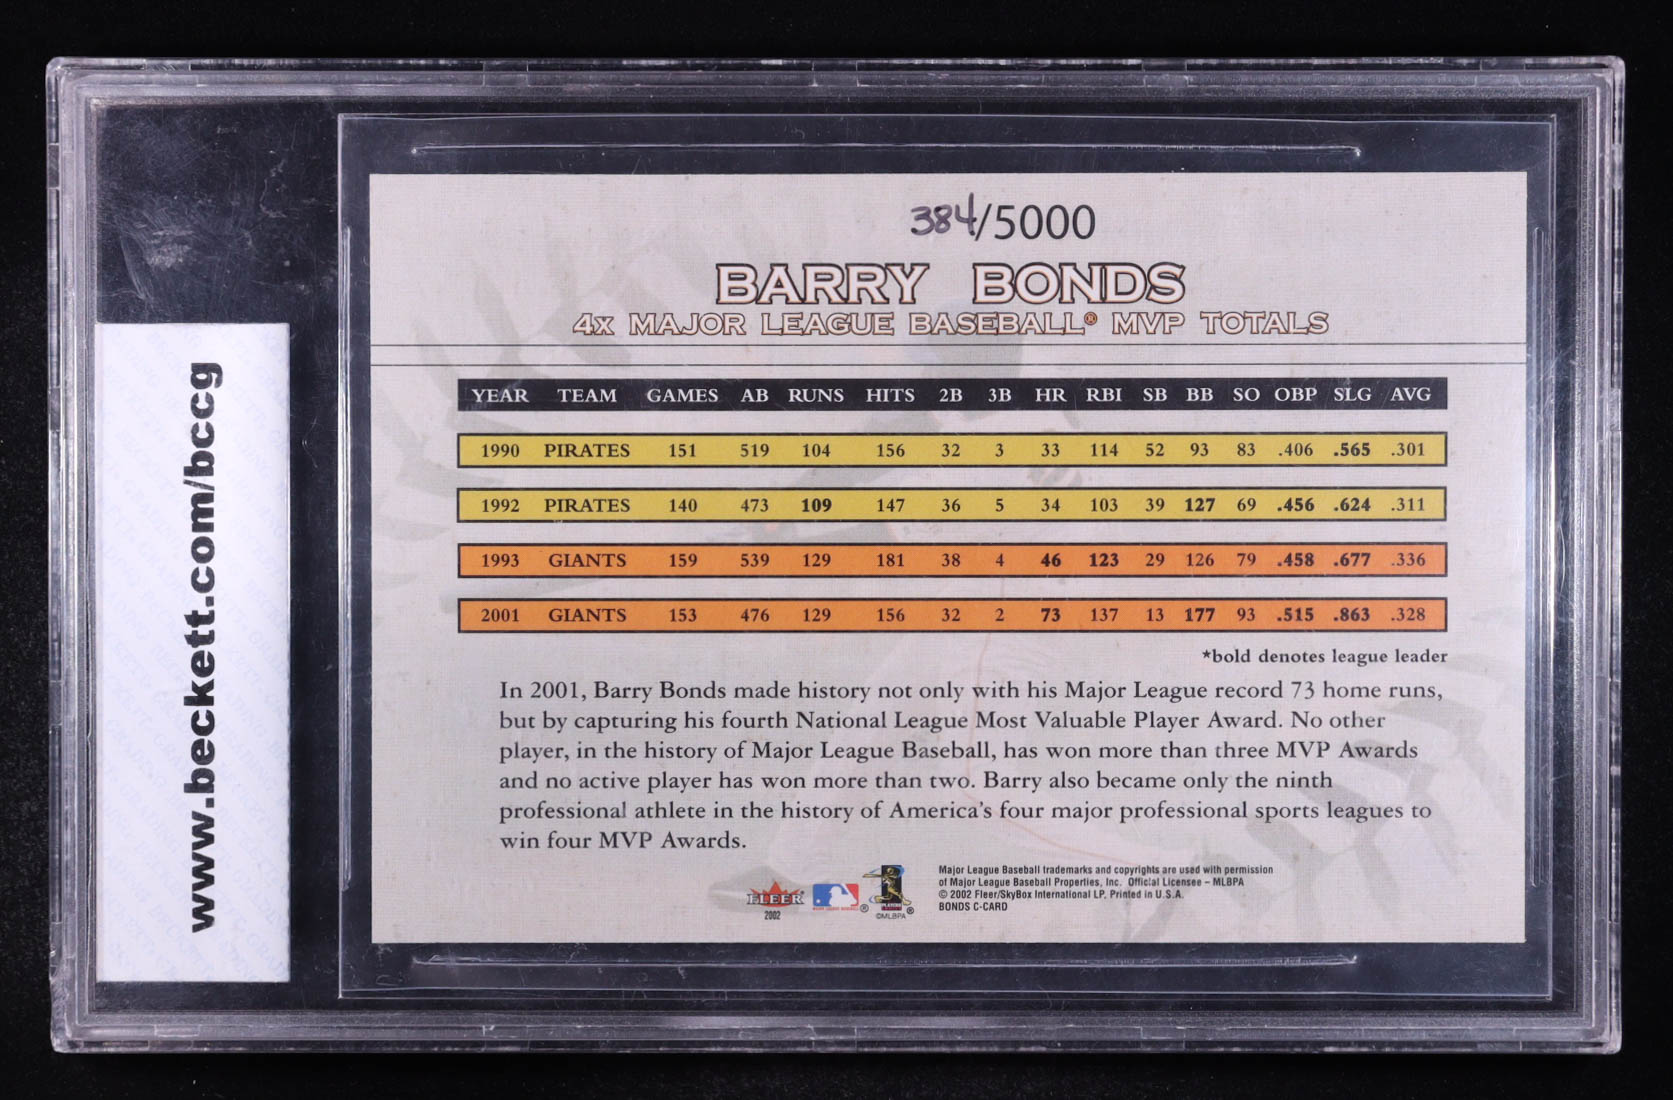 www.beckett.com/bccg
384/5000
BARRY BONDS
4X MAJOR LEAGUE BASEBALL® MVP TOTALS
YEAR TEAM GAMES AB RUNS HITS 2B 3B HR RBI SB BB SO OBP SLG AVG
1990 PIRATES 151 519 104 156 32 3 33 114 52 93 83 .406 .565 .301
1992 PIRATES 140 473 109 147 36 5 34 103 39 127 69 .456 .624 .311
1993 GIANTS 159 539 129 181 38 4 46 123 29 126 79 .458 .677 .336
2001 GIANTS 153 476 129 156 32 2 73 137 13 177 93 .515 .863 .328
*bold denotes league leader
In 2001, Barry Bonds made history not only with his Major League record 73 home runs,
but by capturing his fourth National League Most Valuable Player Award. No other
player, in the history of Major League Baseball, has won more than three MVP Awards
and no active player has won more than two. Barry also became only the ninth
professional athlete in the history of America's four major professional sports leagues to
win four MVP Awards.
FLEER
2002
®
®
©MLBPA
Major League Baseball trademarks and copyrights are used with permission
of Major League Baseball Properties, Inc. Official Licensee – MLBPA
© 2002 Fleer/SkyBox International LP. Printed in U.S.A.
BONDS C-CARD